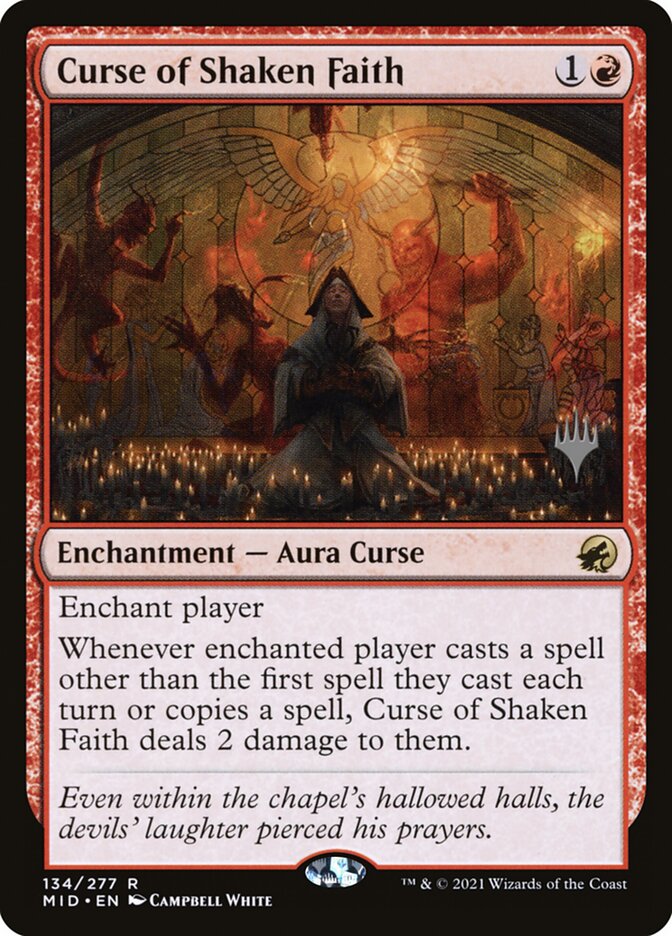 Curse of Shaken Faith 1
Enchantment — Aura Curse
Enchant player
Whenever enchanted player casts a spell
other than the first spell they cast each
turn or copies a spell, Curse of Shaken
Faith deals 2 damage to them.
Even within the chapel's hallowed halls, the
devils' laughter pierced his prayers.
134/277 R
MID • EN Campbell White
™ & © 2021 Wizards of the Coast